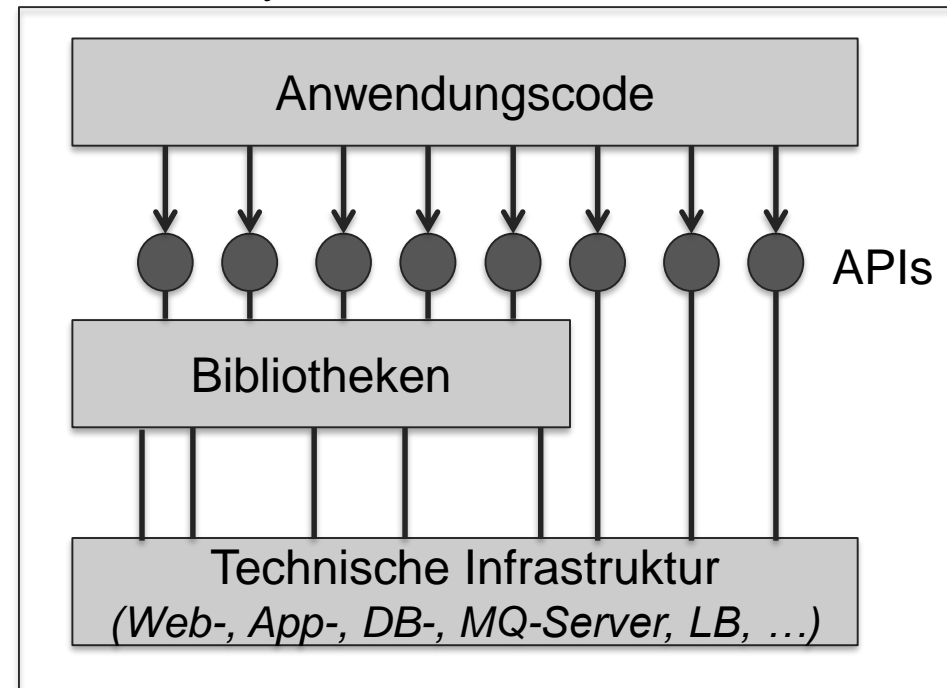 Anwendungscode
APIs
Bibliotheken
Technische Infrastruktur
(Web-, App-, DB-, MQ-Server, LB, …)